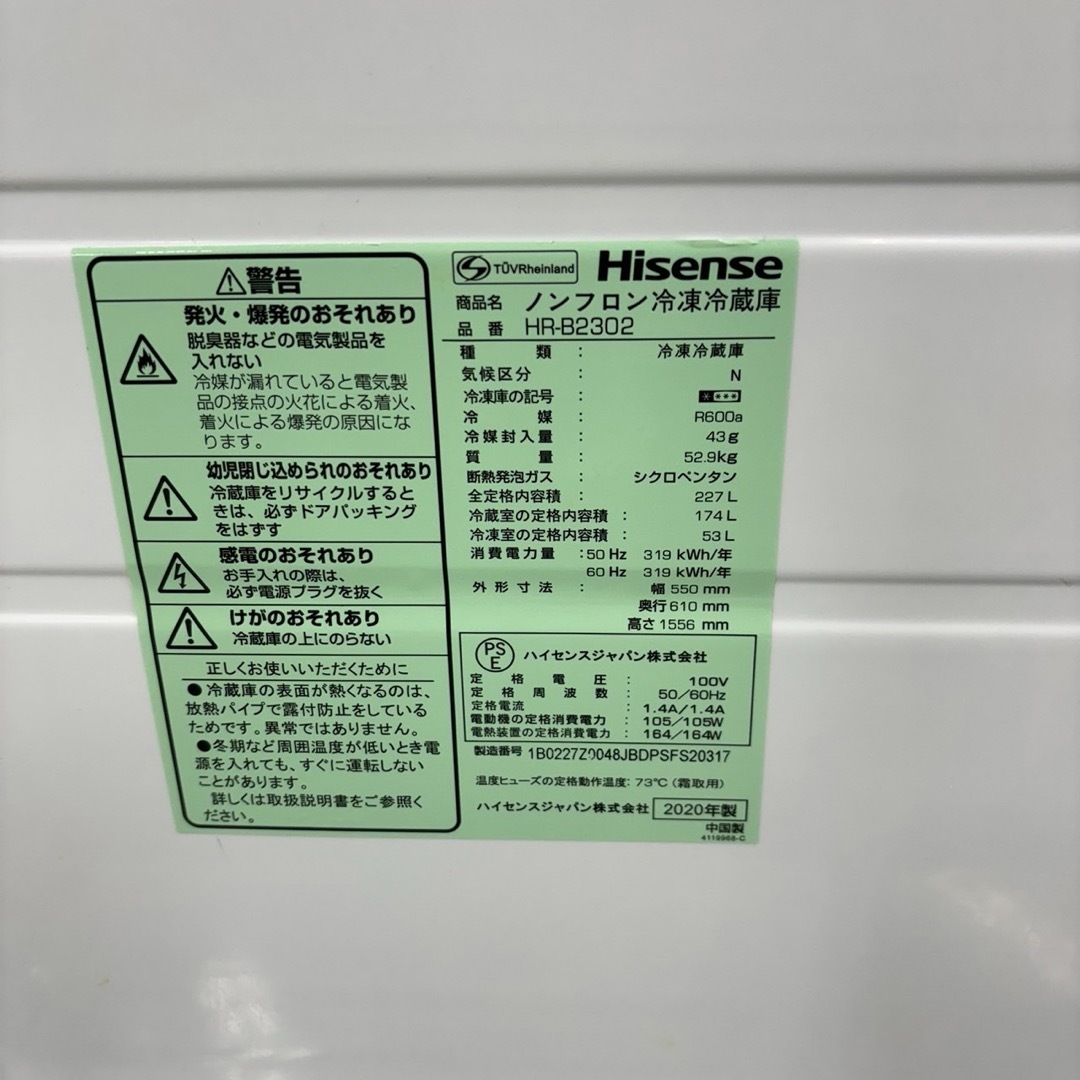 ⚠警告
発火・爆発のおそれあり
脱臭器などの電気製品を
入れない
冷媒が漏れていると電気製
品の接点の火花による着火、
着火による爆発の原因にな
ります。
幼児閉じ込められのおそれあり
冷蔵庫をリサイクルすると
きは、必ずドアパッキング
をはずす
感電のおそれあり
お手入れの際は、
必ず電源プラグを抜く
けがのおそれあり
冷蔵庫の上にのらない
正しくお使いいただくために
●冷蔵庫の表面が熱くなるのは、
放熱パイプで露付防止をしている
ためです。異常ではありません。
●冬期など周囲温度が低いとき電
源を入れても、すぐに運転しない
ことがあります。
詳しくは取扱説明書をご参照く
ださい。
TÜVRheinland Hisense
商品名 ノンフロン冷凍冷蔵庫
品番 HR-B2302
種類 : 冷凍冷蔵庫
気候区分 : N
冷凍庫の記号 : ****
冷媒 : R600a
冷媒封入量 : 43g
質量 : 52.9kg
断熱発泡ガス : シクロペンタン
全定格内容積 : 227 L
冷蔵室の定格内容積 : 174 L
冷凍室の定格内容積 : 53 L
消費電力量 :50 Hz 319 kWh/年
60 Hz 319 kWh/年
外形寸法 : 幅 550 mm
奥行 610 mm
高さ 1556 mm
PSE ハイセンスジャパン株式会社
定格電圧 : 100V
定格周波数 : 50/60Hz
定格電流 : 1.4A/1.4A
電動機の定格消費電力 : 105/105W
電熱装置の定格消費電力 : 164/164W
製造番号 1B0227Z0048JBDPSFS20317
温度ヒューズの定格動作温度: 73℃(霜取用)
ハイセンスジャパン株式会社 2020年製
中国製
4119968-C